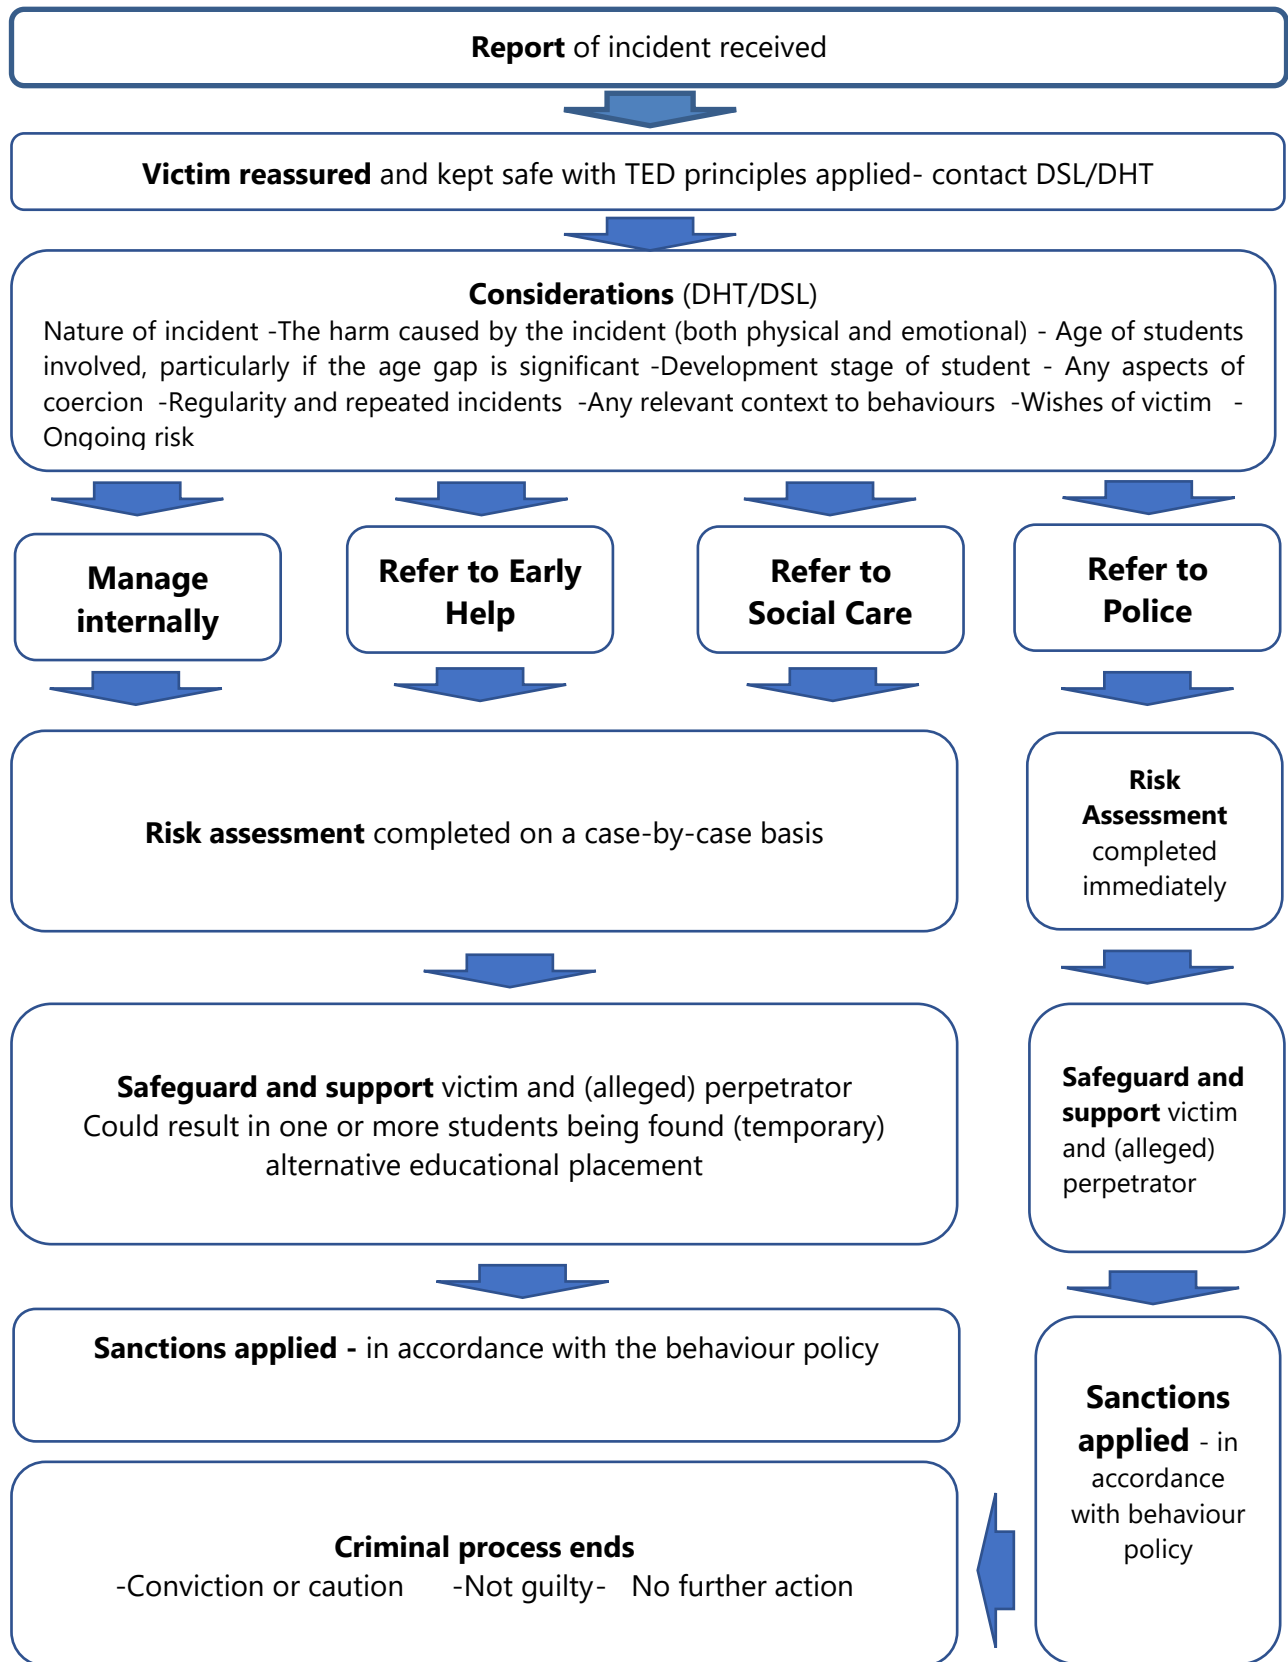 Report of incident received
Victim reassured and kept safe with TED principles applied- contact DSL/DHT
Considerations (DHT/DSL)
Nature of incident -The harm caused by the incident (both physical and emotional) - Age of students
involved, particularly if the age gap is significant -Development stage of student - Any aspects of
coercion -Regularity and repeated incidents -Any relevant context to behaviours -Wishes of victim -
Ongoing risk
Manage
internally
Refer to Early
Help
Refer to
Social Care
Refer to
Police
Risk assessment completed on a case-by-case basis
Risk
Assessment
completed
immediately
Safeguard and support victim and (alleged) perpetrator
Could result in one or more students being found (temporary)
alternative educational placement
Safeguard and
support victim
and (alleged)
perpetrator
Sanctions applied - in accordance with the behaviour policy
Sanctions
applied - in
accordance
with behaviour
policy
Criminal process ends
-Conviction or caution -Not guilty- No further action